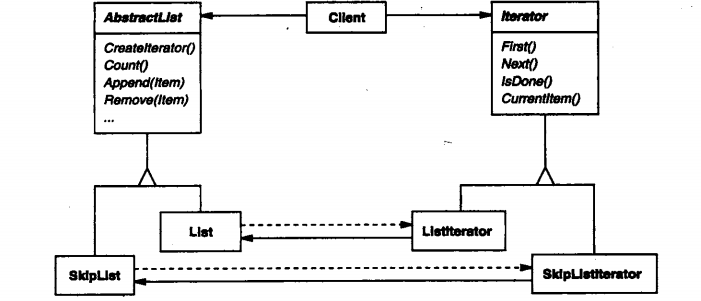 AbstractList
Client
Iterator
CreateIterator()
Count()
Append(Item)
Remove(Item)
...
First()
Next()
IsDone()
CurrentItem()
List
ListIterator
SkipList
SkipListIterator